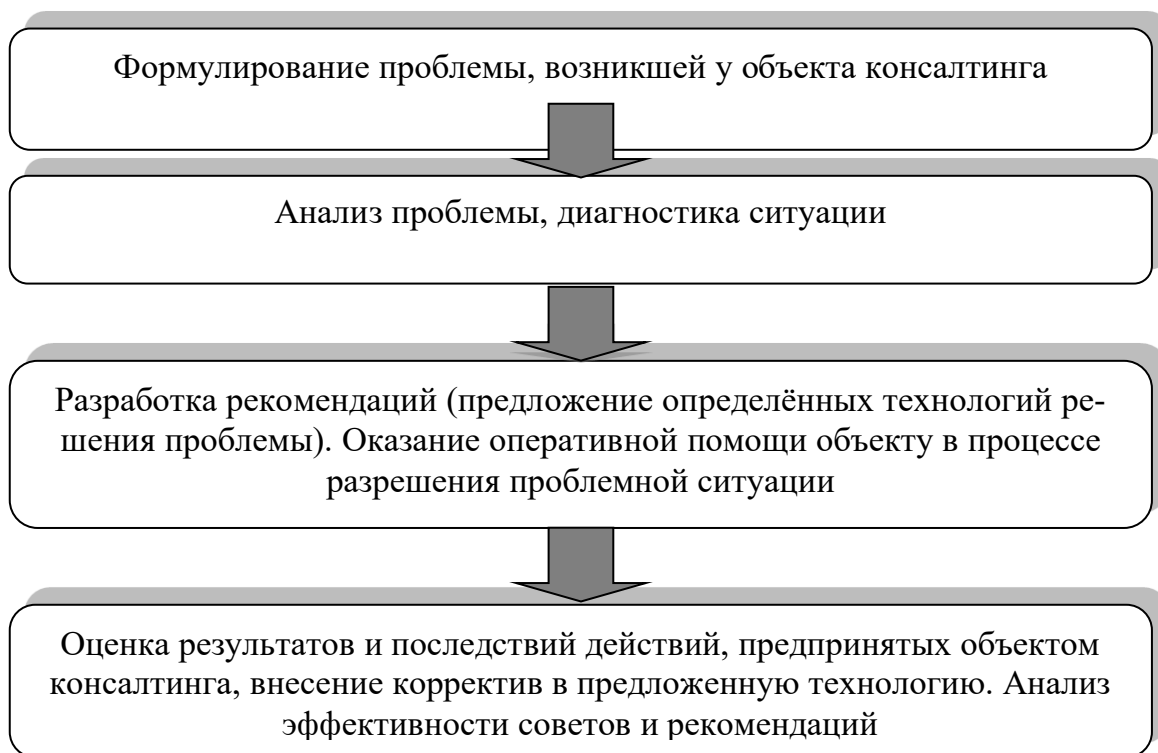 Формулирование проблемы, возникшей у объекта консалтинга
Анализ проблемы, диагностика ситуации
Разработка рекомендаций (предложение определённых технологий ре-
шения проблемы). Оказание оперативной помощи объекту в процессе
разрешения проблемной ситуации
Оценка результатов и последствий действий, предпринятых объектом
консалтинга, внесение корректив в предложенную технологию. Анализ
эффективности советов и рекомендаций